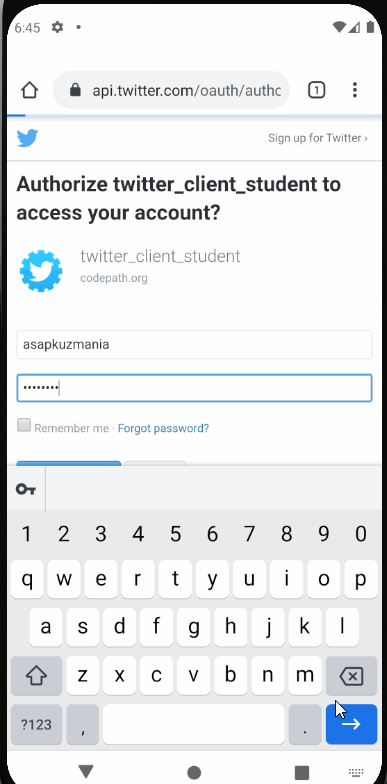 6:45
api.twitter.com/oauth/autho
1
Sign up for Twitter ›
Authorize twitter_client_student to
access your account?
twitter_client_student
codepath.org
asapkuzmania
••••••••
Remember me · Forgot password?
1 2 3 4 5 6 7 8 9 0
q w e r t y u i o p
a s d f g h j k l
z x c v b n m
?123 , .